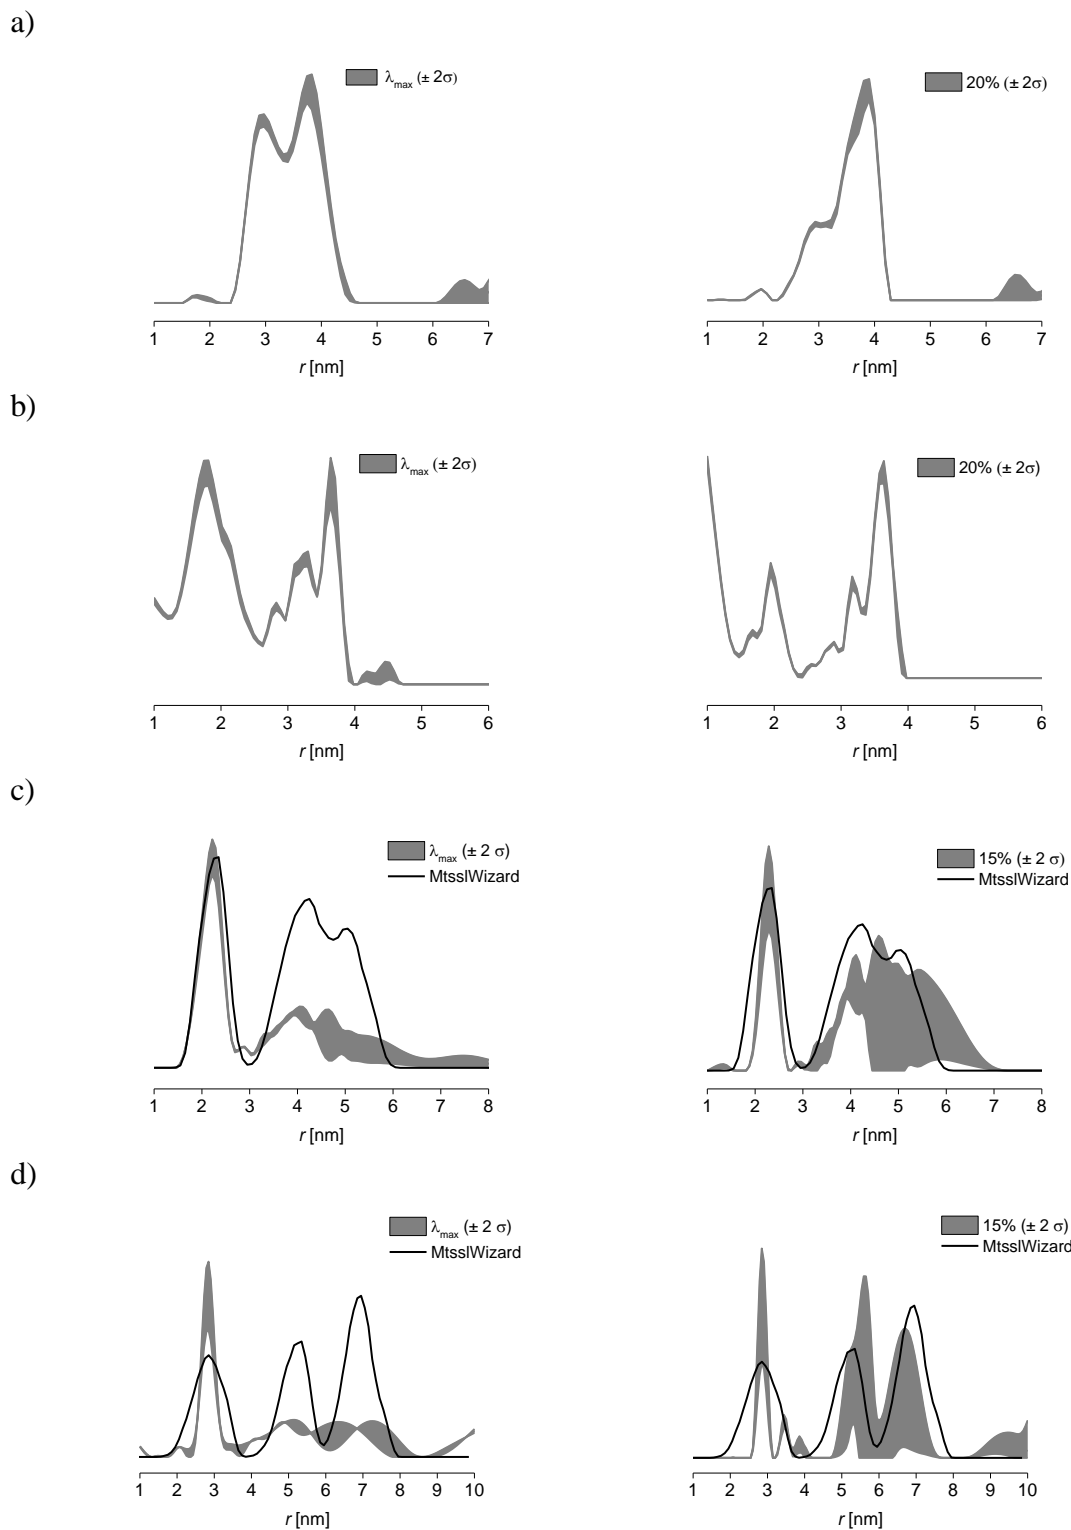 a)
λmax (± 2σ)
20% (± 2σ)
1 2 3 4 5 6 7
1 2 3 4 5 6 7
r [nm]
r [nm]
b)
λmax (± 2σ)
20% (± 2σ)
1 2 3 4 5 6
1 2 3 4 5 6
r [nm]
r [nm]
c)
λmax (± 2 σ)
MtsslWizard
15% (± 2 σ)
MtsslWizard
1 2 3 4 5 6 7 8
1 2 3 4 5 6 7 8
r [nm]
r [nm]
d)
λmax (± 2 σ)
MtsslWizard
15% (± 2 σ)
MtsslWizard
1 2 3 4 5 6 7 8 9 10
1 2 3 4 5 6 7 8 9 10
r [nm]
r [nm]